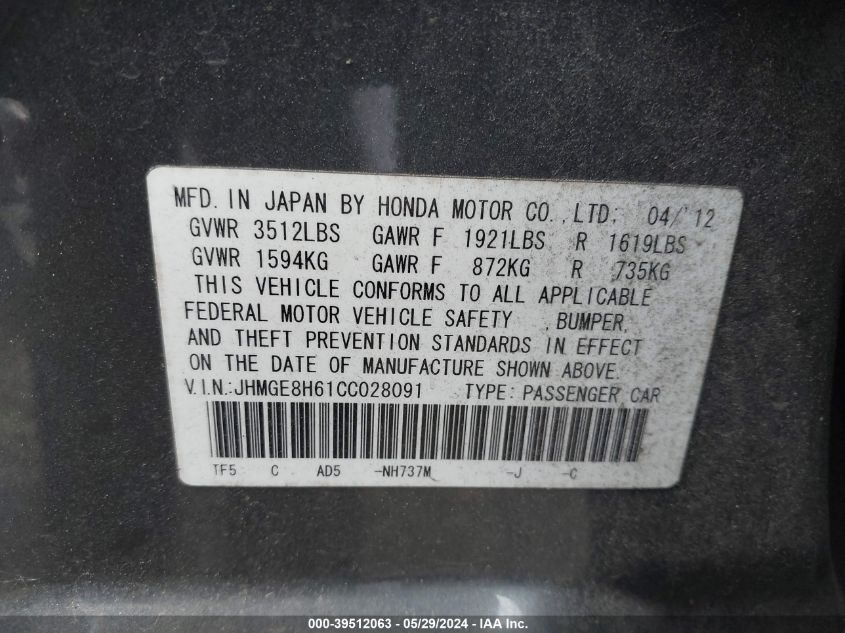 MFD. IN JAPAN BY HONDA MOTOR CO., LTD. 04/'12
GVWR 3512LBS GAWR F 1921LBS R 1619LBS
GVWR 1594KG GAWR F 872KG R 735KG
THIS VEHICLE CONFORMS TO ALL APPLICABLE
FEDERAL MOTOR VEHICLE SAFETY , BUMPER,
AND THEFT PREVENTION STANDARDS IN EFFECT
ON THE DATE OF MANUFACTURE SHOWN ABOVE.
V.I.N.:JHMGE8H61CC028091 TYPE: PASSENGER CAR
TF5 C AD5 -NH737M -J -C
000-39512063 - 05/29/2024 - IAA Inc.